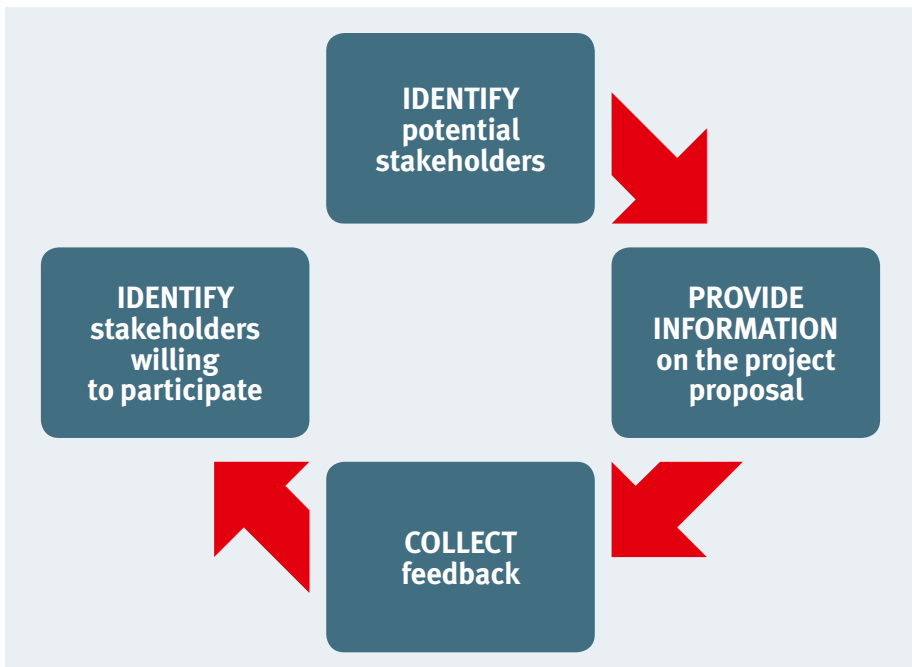 IDENTIFY
potential
stakeholders
PROVIDE
INFORMATION
on the project
proposal
COLLECT
feedback
IDENTIFY
stakeholders
willing
to participate